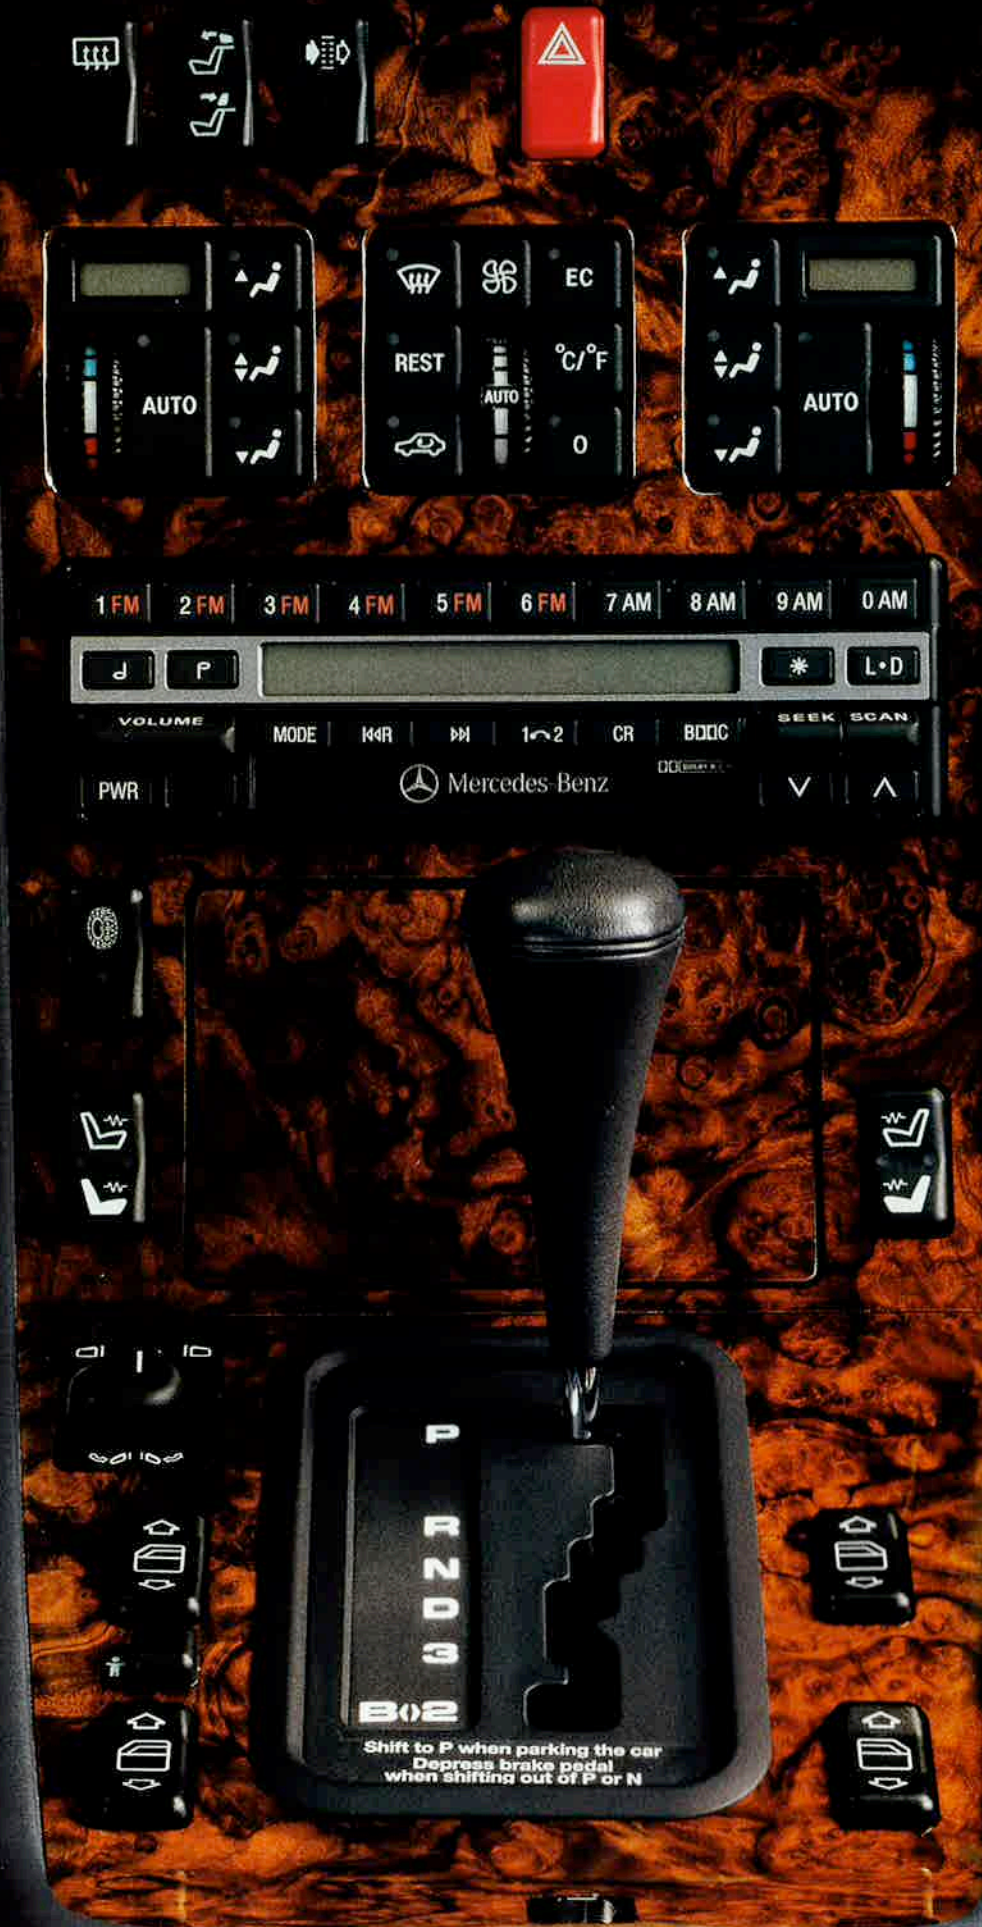 EC
REST
°C/°F
AUTO
AUTO
AUTO
0
1 FM 2 FM 3 FM 4 FM 5 FM 6 FM 7 AM 8 AM 9 AM 0 AM
L•D
VOLUME
SEEK SCAN
MODE R 1 2 CR B C
Mercedes-Benz
PWR
P
R
N
D
3
B 2
Shift to P when parking the car
Depress brake pedal
when shifting out of P or N